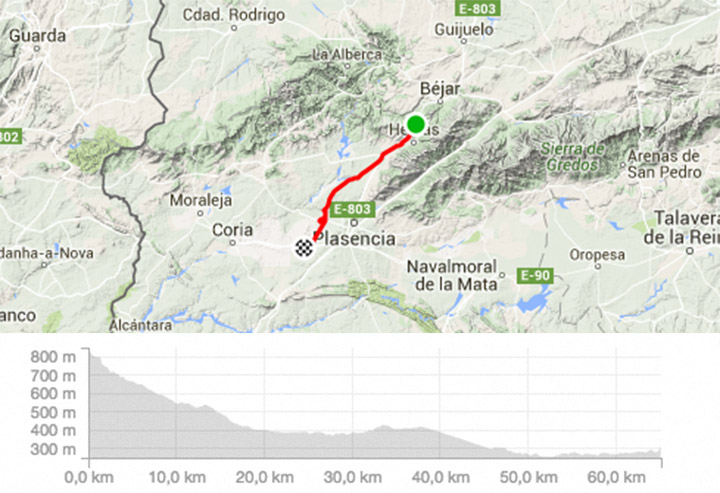 Cdad. Rodrigo
E-803
Guarda
Guijuelo
La Alberca
Béjar
302
Sierra de
Gredos
Arenas de
San Pedro
Moraleja
E-803
Coria
Plasencia
Talavera
de la Rein
danha-a-Nova
Navalmoral
de la Mata
E-90
Oropesa
anco
Alcántara
800 m
700 m
600 m
500 m
400 m
300 m
0,0 km
10,0 km
20,0 km
30,0 km
40,0 km
50,0 km
60,0 km